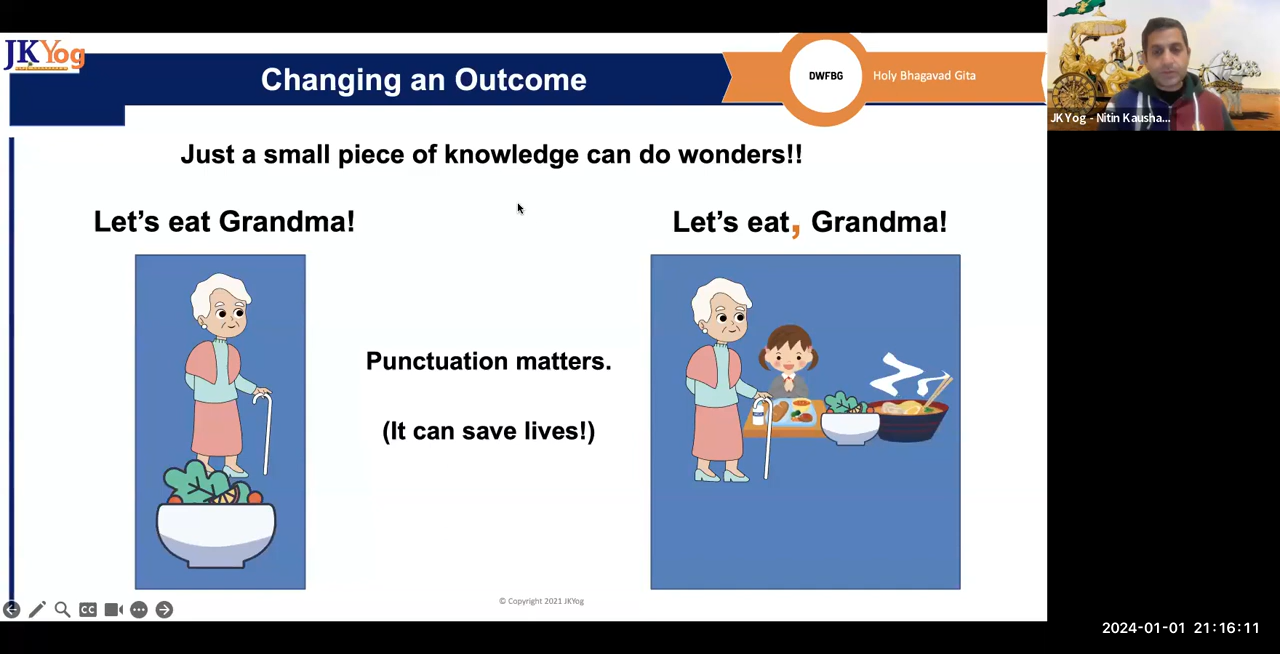 JKYog
Changing an Outcome
DWFBG
Holy Bhagavad Gita
JKYog - Nitin Kausha...
Just a small piece of knowledge can do wonders!!
Let’s eat Grandma!
Let’s eat, Grandma!
Punctuation matters.
(It can save lives!)
CC
© Copyright 2021 JKYog
2024-01-01 21:16:11